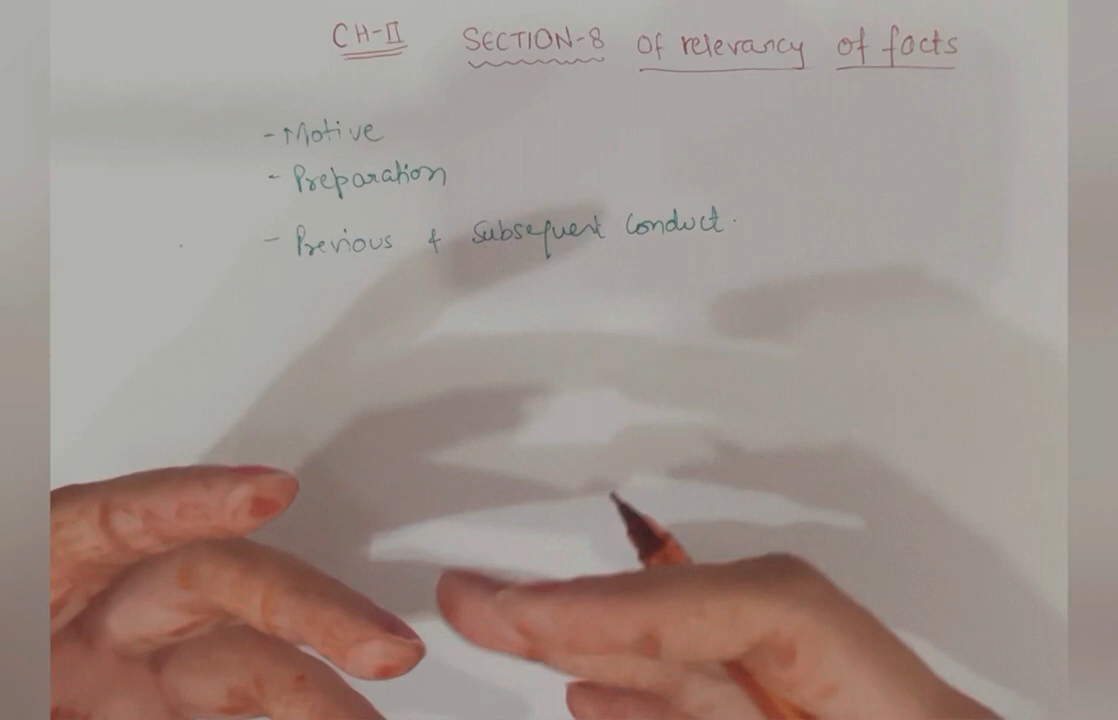 CH-II SECTION-8 Of relevancy of facts
- Motive
- Preparation
- Previous & Subsequent Conduct.